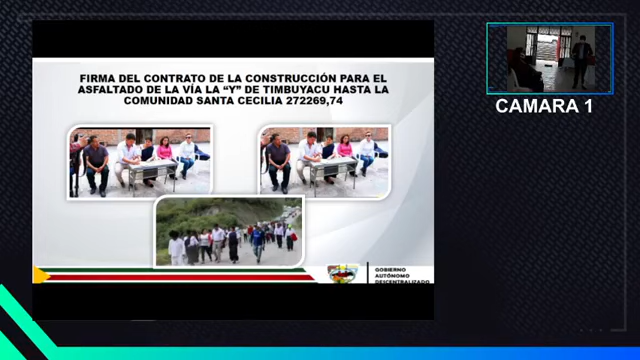 FIRMA DEL CONTRATO DE LA CONSTRUCCIÓN PARA EL
ASFALTADO DE LA VÍA LA “Y” DE TIMBUYACU HASTA LA
COMUNIDAD SANTA CECILIA 272269,74
CAMARA 1
GOBIERNO
AUTÓNOMO
DESCENTRALIZADO